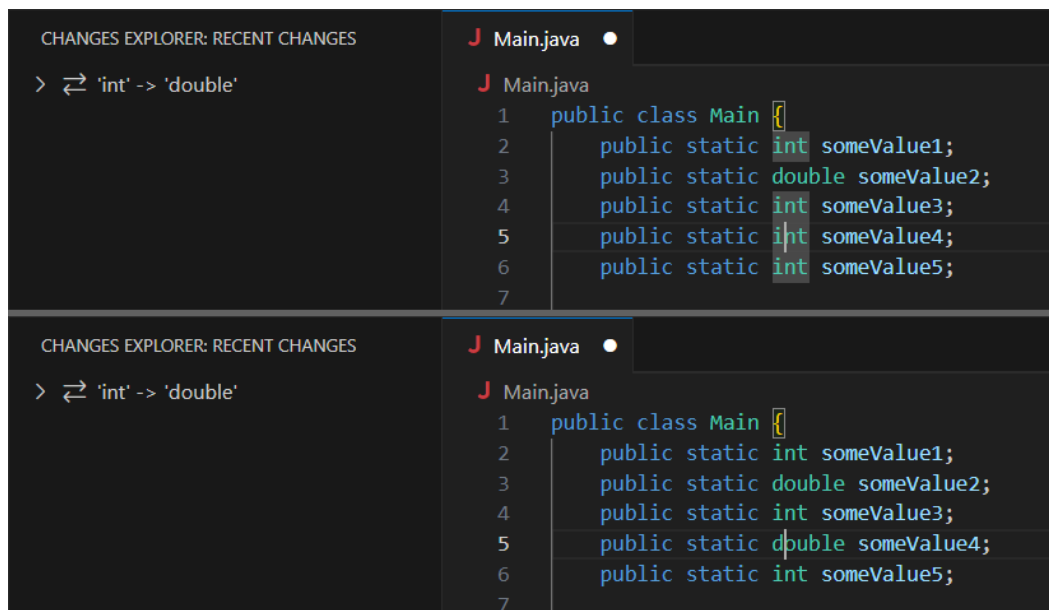 CHANGES EXPLORER: RECENT CHANGES
'int' -> 'double'
J Main.java
J Main.java
1 public class Main {
2 public static int someValue1;
3 public static double someValue2;
4 public static int someValue3;
5 public static int someValue4;
6 public static int someValue5;
7
CHANGES EXPLORER: RECENT CHANGES
'int' -> 'double'
J Main.java
J Main.java
1 public class Main {
2 public static int someValue1;
3 public static double someValue2;
4 public static int someValue3;
5 public static double someValue4;
6 public static int someValue5;
7